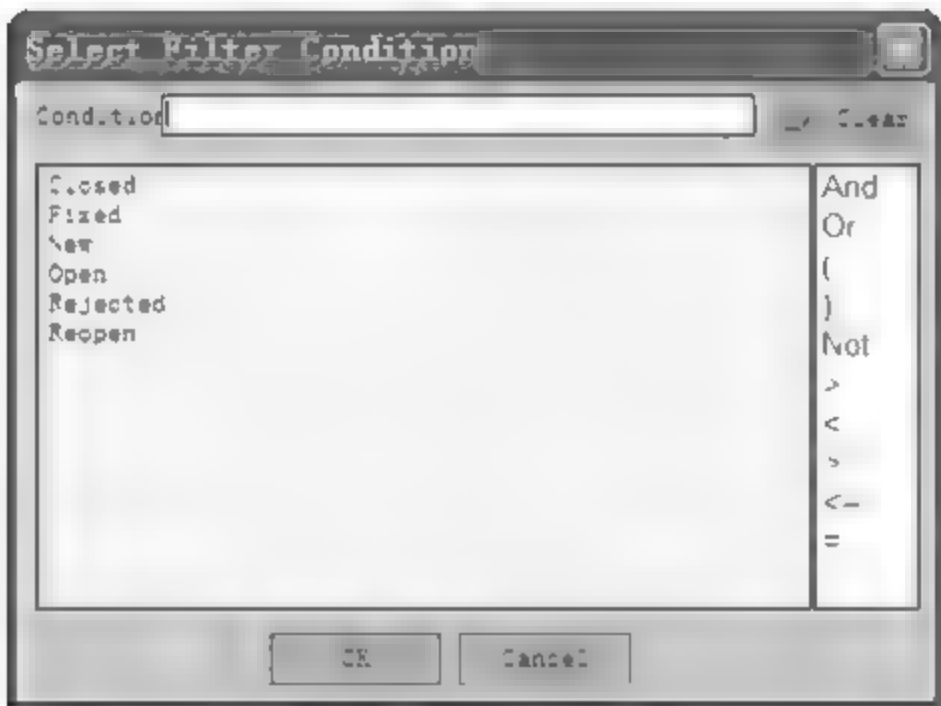 Select Filter Condition
Condition
Clear
Closed
Fixed
New
Open
Rejected
Reopen
And
Or
(
)
Not
>
<
>
<=
=
OK
Cancel